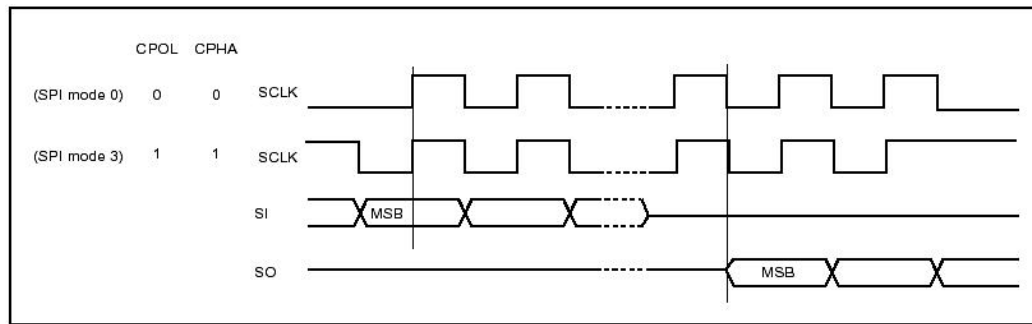 CPOL CPHA
(SPI mode 0) 0 0 SCLK
(SPI mode 3) 1 1 SCLK
SI MSB
SO MSB